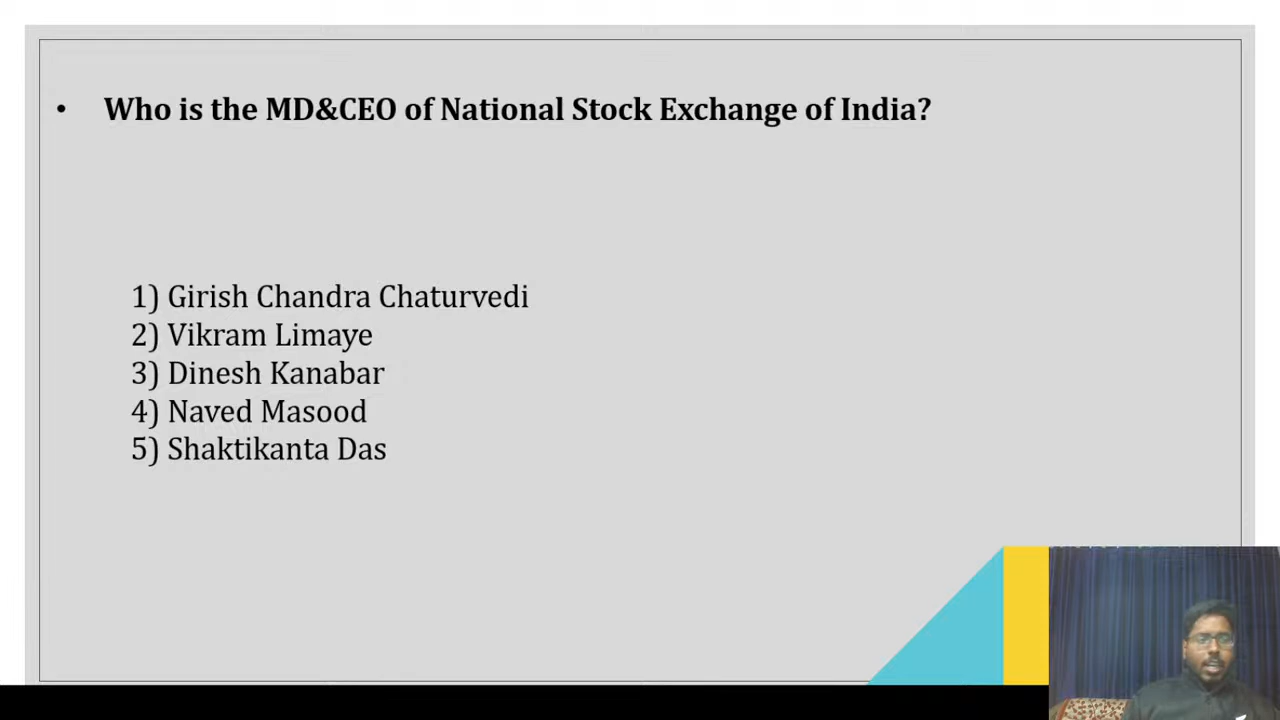 • Who is the MD&CEO of National Stock Exchange of India?
1) Girish Chandra Chaturvedi
2) Vikram Limaye
3) Dinesh Kanabar
4) Naved Masood
5) Shaktikanta Das